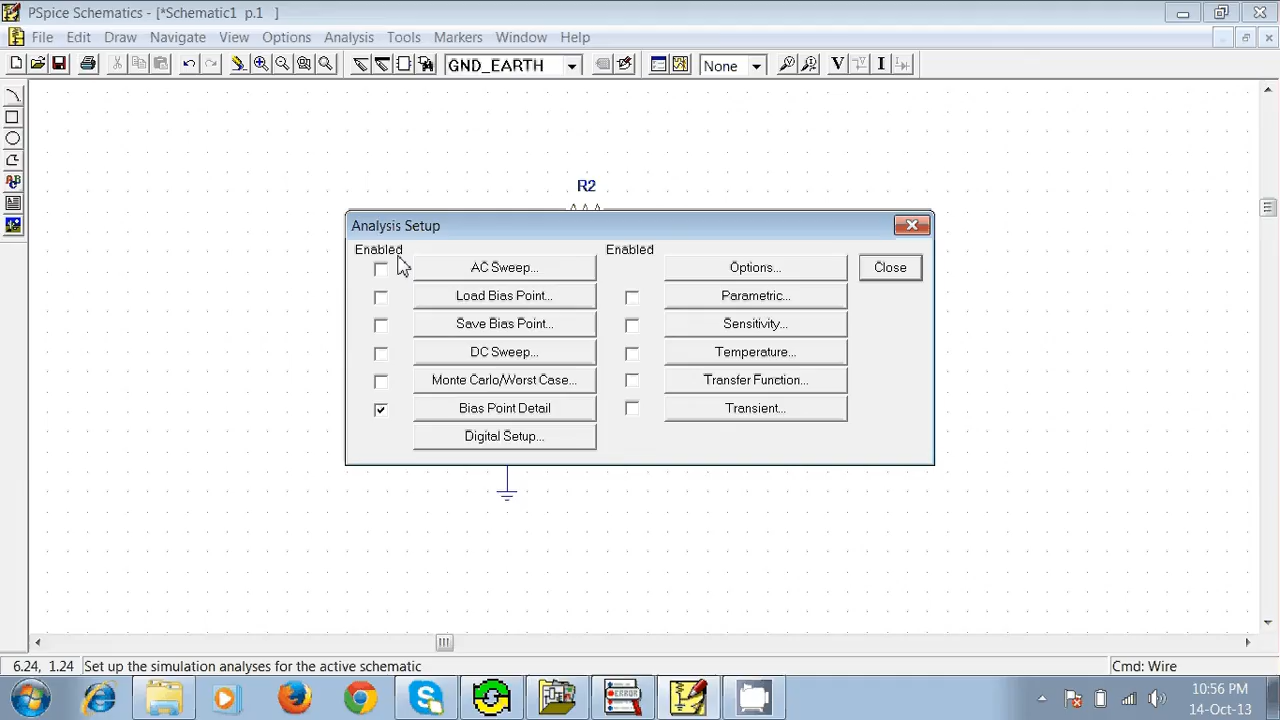 PSpice Schematics - [*Schematic1 p.1 ]
File Edit Draw Navigate View Options Analysis Tools Markers Window Help
GND_EARTH None V I
R2
Analysis Setup
Enabled Enabled
AC Sweep... Options... Close
Load Bias Point... Parametric...
Save Bias Point... Sensitivity...
DC Sweep... Temperature...
Monte Carlo/Worst Case... Transfer Function...
Bias Point Detail Transient...
Digital Setup...
6.24, 1.24 Set up the simulation analyses for the active schematic Cmd: Wire
ERROR
10:56 PM
14-Oct-13